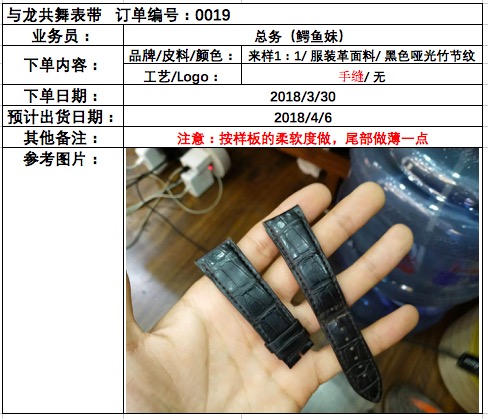 与龙共舞表带 订单编号：0019
业务员： 总务（鳄鱼妹）
下单内容： 品牌/皮料/颜色： 来样1：1/ 服装革面料/ 黑色哑光竹节纹
工艺/Logo： 手缝/ 无
下单日期： 2018/3/30
预计出货日期： 2018/4/6
其他备注： 注意：按样板的柔软度做，尾部做薄一点
参考图片：